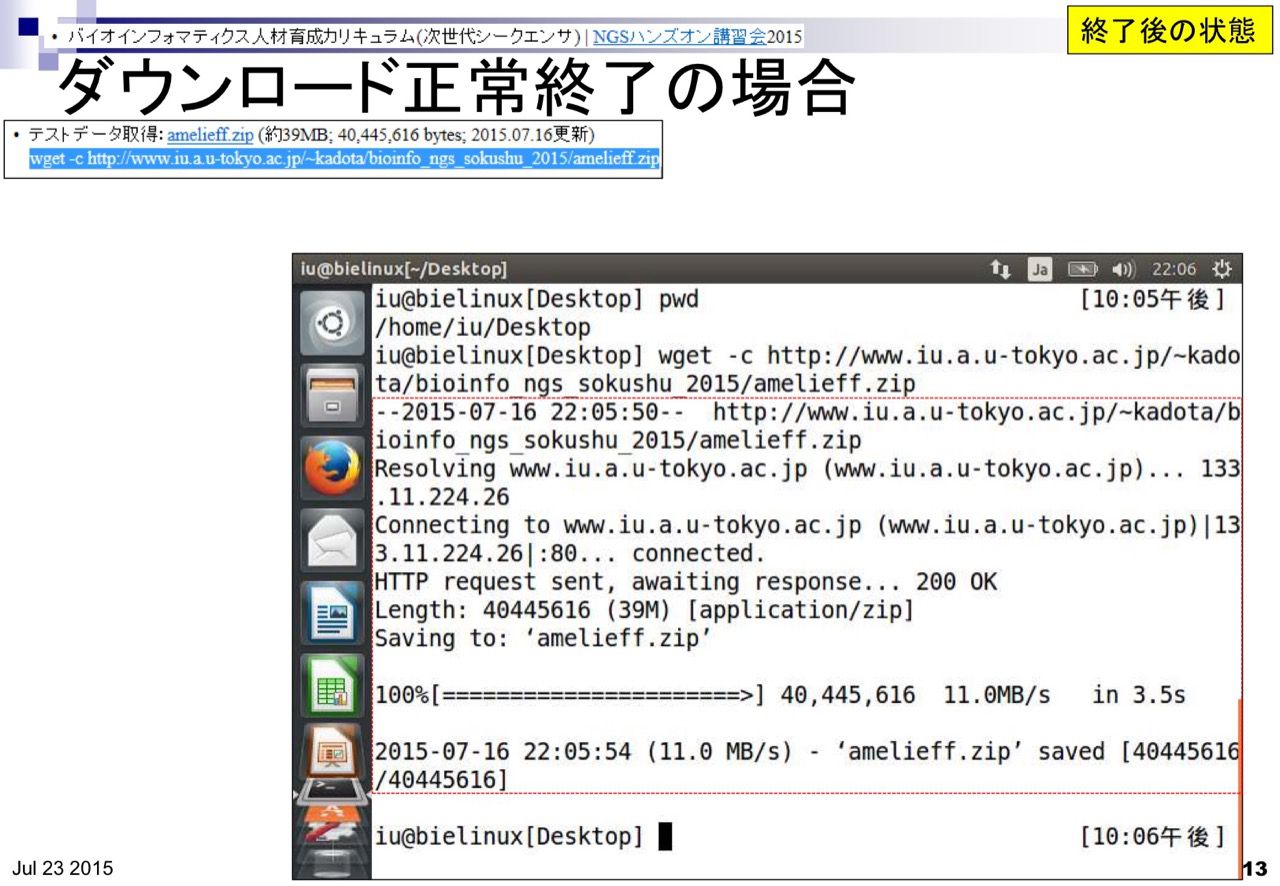 • バイオインフォマティクス人材育成カリキュラム(次世代シークエンサ) | NGSハンズオン講習会2015
終了後の状態
ダウンロード正常終了の場合
• テストデータ取得: amelieff.zip (約39MB; 40,445,616 bytes; 2015.07.16更新)
wget -c http://www.iu.a.u-tokyo.ac.jp/~kadota/bioinfo_ngs_sokushu_2015/amelieff.zip
iu@bielinux[~/Desktop] Ja 22:06
iu@bielinux[Desktop] pwd [10:05午後]
/home/iu/Desktop
iu@bielinux[Desktop] wget -c http://www.iu.a.u-tokyo.ac.jp/~kado
ta/bioinfo_ngs_sokushu_2015/amelieff.zip
--2015-07-16 22:05:50-- http://www.iu.a.u-tokyo.ac.jp/~kadota/b
ioinfo_ngs_sokushu_2015/amelieff.zip
Resolving www.iu.a.u-tokyo.ac.jp (www.iu.a.u-tokyo.ac.jp)... 133
.11.224.26
Connecting to www.iu.a.u-tokyo.ac.jp (www.iu.a.u-tokyo.ac.jp)|13
3.11.224.26|:80... connected.
HTTP request sent, awaiting response... 200 OK
Length: 40445616 (39M) [application/zip]
Saving to: ‘amelieff.zip’
100%[======================>] 40,445,616 11.0MB/s in 3.5s
2015-07-16 22:05:54 (11.0 MB/s) - ‘amelieff.zip’ saved [40445616
/40445616]
iu@bielinux[Desktop] [10:06午後]
Jul 23 2015
13